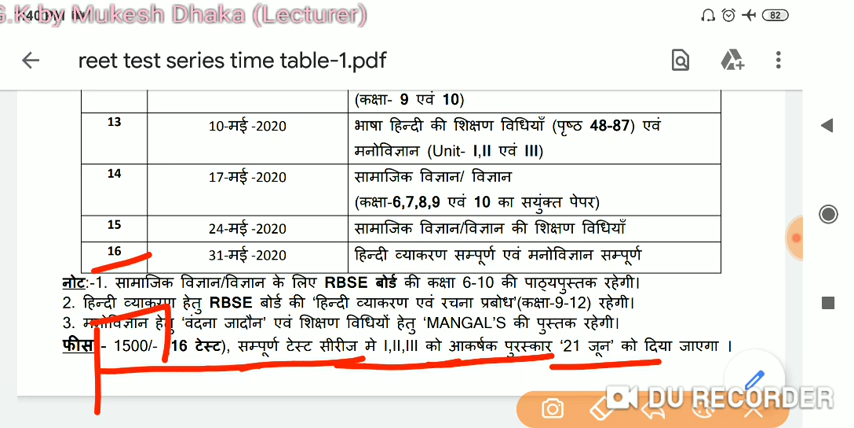 G.K by Mukesh Dhaka (Lecturer)
82
reet test series time table-1.pdf
(कक्षा- 9 एवं 10)
13 10-मई-2020 भाषा हिन्दी की शिक्षण विधियाँ (पृष्ठ 48-87) एवं
मनोविज्ञान (Unit- I,II एवं III)
14 17-मई-2020 सामाजिक विज्ञान/ विज्ञान
(कक्षा-6,7,8,9 एवं 10 का सयुंक्त पेपर)
15 24-मई-2020 सामाजिक विज्ञान/विज्ञान की शिक्षण विधियाँ
16 31-मई-2020 हिन्दी व्याकरण सम्पूर्ण एवं मनोविज्ञान सम्पूर्ण
नोट:-1. सामाजिक विज्ञान/विज्ञान के लिए RBSE बोर्ड की कक्षा 6-10 की पाठ्यपुस्तक रहेगी।
2. हिन्दी व्याकरण हेतु RBSE बोर्ड की 'हिन्दी व्याकरण एवं रचना प्रबोध'(कक्षा-9-12) रहेगी।
3. मनोविज्ञान हेतु 'वंदना जादौन' एवं शिक्षण विधियों हेतु 'MANGAL'S की पुस्तक रहेगी।
फीस - 1500/- 16 टेस्ट), सम्पूर्ण टेस्ट सीरीज मे I,II,III को आकर्षक पुरस्कार '21 जून' को दिया जाएगा ।
DU RECORDER